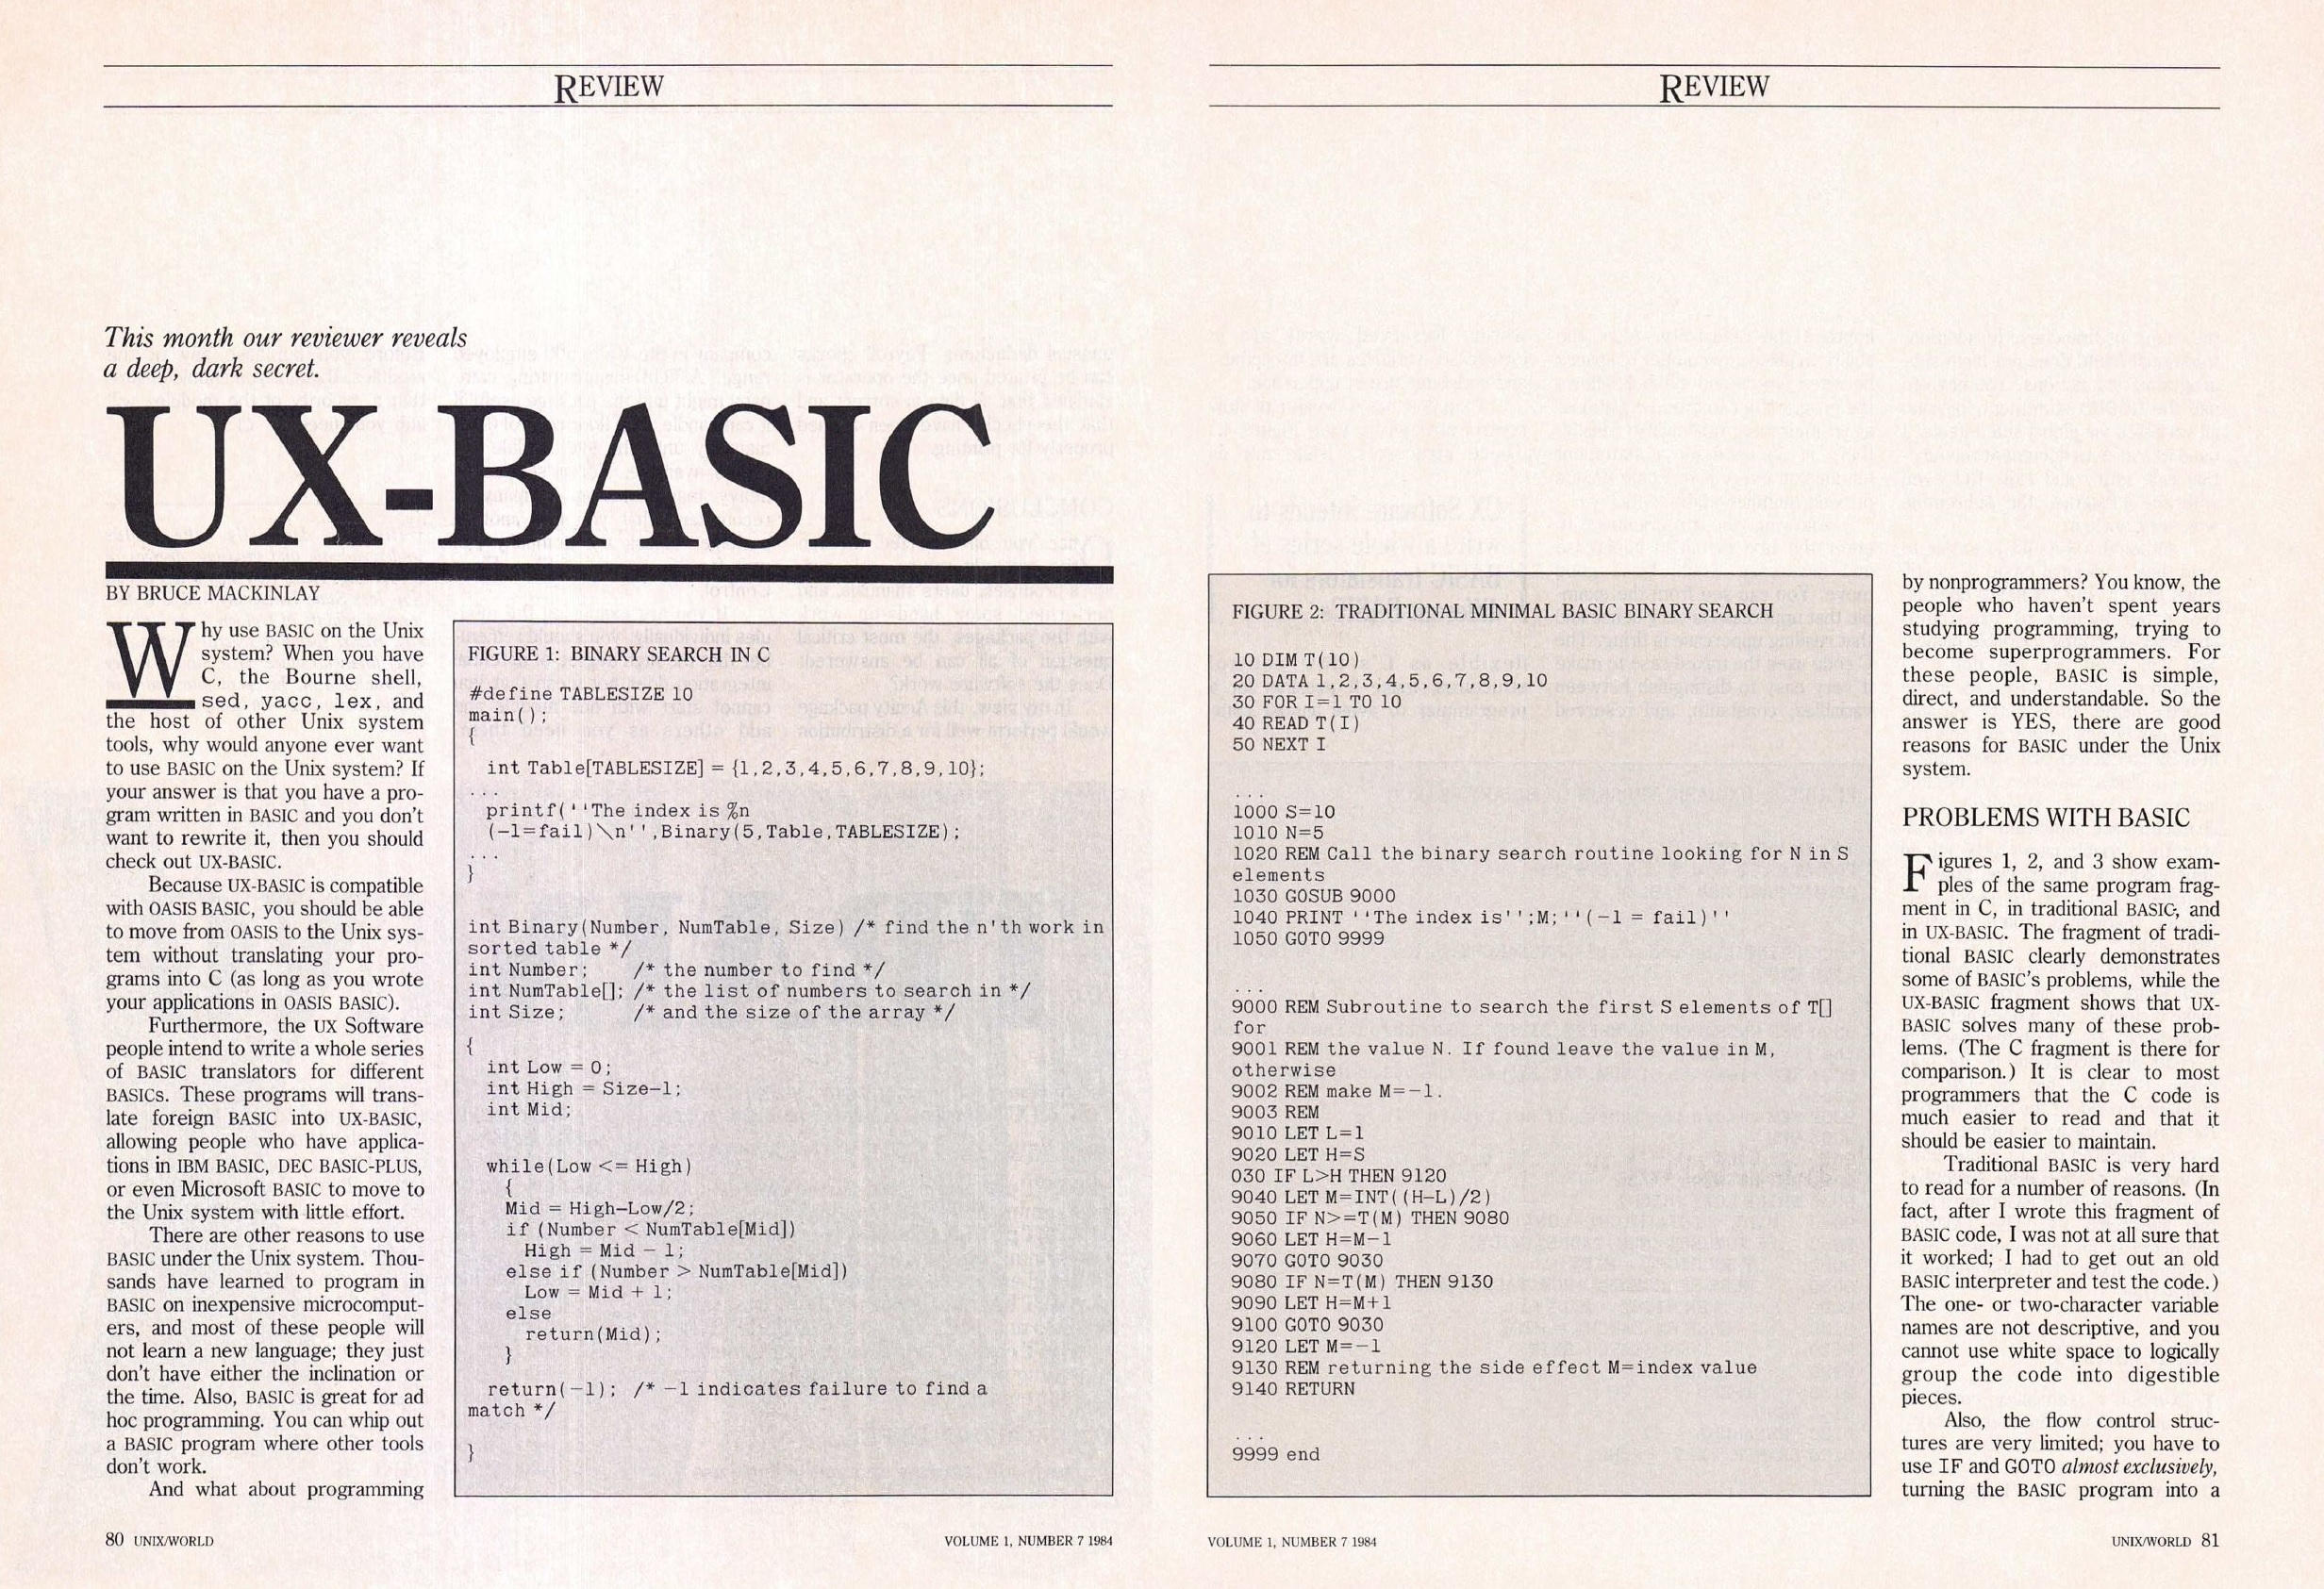 REVIEW
This month our reviewer reveals
a deep, dark secret.
UX-BASIC
BY BRUCE MACKINLAY
Why use BASIC on the Unix
system? When you have
C, the Bourne shell,
sed, yacc, lex, and
the host of other Unix system
tools, why would anyone ever want
to use BASIC on the Unix system? If
your answer is that you have a pro-
gram written in BASIC and you don't
want to rewrite it, then you should
check out UX-BASIC.
Because UX-BASIC is compatible
with OASIS BASIC, you should be able
to move from OASIS to the Unix sys-
tem without translating your pro-
grams into C (as long as you wrote
your applications in OASIS BASIC).
Furthermore, the UX Software
people intend to write a whole series
of BASIC translators for different
BASICs. These programs will trans-
late foreign BASIC into UX-BASIC,
allowing people who have applica-
tions in IBM BASIC, DEC BASIC-PLUS,
or even Microsoft BASIC to move to
the Unix system with little effort.
There are other reasons to use
BASIC under the Unix system. Thou-
sands have learned to program in
BASIC on inexpensive microcomput-
ers, and most of these people will
not learn a new language; they just
don't have either the inclination or
the time. Also, BASIC is great for ad
hoc programming. You can whip out
a BASIC program where other tools
don't work.
And what about programming
FIGURE 1: BINARY SEARCH IN C
#define TABLESIZE 10
main();
{
int Table[TABLESIZE] = {1,2,3,4,5,6,7,8,9,10};
...
printf(‘‘The index is %n
(-1=fail)\n'',Binary(5,Table,TABLESIZE);
...
}
int Binary(Number, NumTable, Size) /* find the n'th work in
sorted table */
int Number; /* the number to find */
int NumTable[]; /* the list of numbers to search in */
int Size; /* and the size of the array */
{
int Low = 0;
int High = Size-1;
int Mid;
while(Low <= High)
{
Mid = High-Low/2;
if (Number < NumTable[Mid])
High = Mid - 1;
else if (Number > NumTable[Mid])
Low = Mid + 1;
else
return(Mid);
}
return(-1); /* -1 indicates failure to find a
match */
}
80 UNIX/WORLD
VOLUME 1, NUMBER 7 1984
REVIEW
FIGURE 2: TRADITIONAL MINIMAL BASIC BINARY SEARCH
10 DIM T(10)
20 DATA 1,2,3,4,5,6,7,8,9,10
30 FOR I=1 TO 10
40 READ T(I)
50 NEXT I
...
1000 S=10
1010 N=5
1020 REM Call the binary search routine looking for N in S
elements
1030 GOSUB 9000
1040 PRINT ‘‘The index is'';M;‘‘(-1 = fail)''
1050 GOTO 9999
...
9000 REM Subroutine to search the first S elements of T[]
for
9001 REM the value N. If found leave the value in M,
otherwise
9002 REM make M=-1.
9003 REM
9010 LET L=1
9020 LET H=S
030 IF L>H THEN 9120
9040 LET M=INT((H-L)/2)
9050 IF N>=T(M) THEN 9080
9060 LET H=M-1
9070 GOTO 9030
9080 IF N=T(M) THEN 9130
9090 LET H=M+1
9100 GOTO 9030
9120 LET M=-1
9130 REM returning the side effect M=index value
9140 RETURN
...
9999 end
by nonprogrammers? You know, the
people who haven't spent years
studying programming, trying to
become superprogrammers. For
these people, BASIC is simple,
direct, and understandable. So the
answer is YES, there are good
reasons for BASIC under the Unix
system.
PROBLEMS WITH BASIC
Figures 1, 2, and 3 show exam-
ples of the same program frag-
ment in C, in traditional BASIC, and
in UX-BASIC. The fragment of tradi-
tional BASIC clearly demonstrates
some of BASIC's problems, while the
UX-BASIC fragment shows that UX-
BASIC solves many of these prob-
lems. (The C fragment is there for
comparison.) It is clear to most
programmers that the C code is
much easier to read and that it
should be easier to maintain.
Traditional BASIC is very hard
to read for a number of reasons. (In
fact, after I wrote this fragment of
BASIC code, I was not at all sure that
it worked; I had to get out an old
BASIC interpreter and test the code.)
The one- or two-character variable
names are not descriptive, and you
cannot use white space to logically
group the code into digestible
pieces.
Also, the flow control struc-
tures are very limited; you have to
use IF and GOTO almost exclusively,
turning the BASIC program into a
VOLUME 1, NUMBER 7 1984
UNIX/WORLD 81